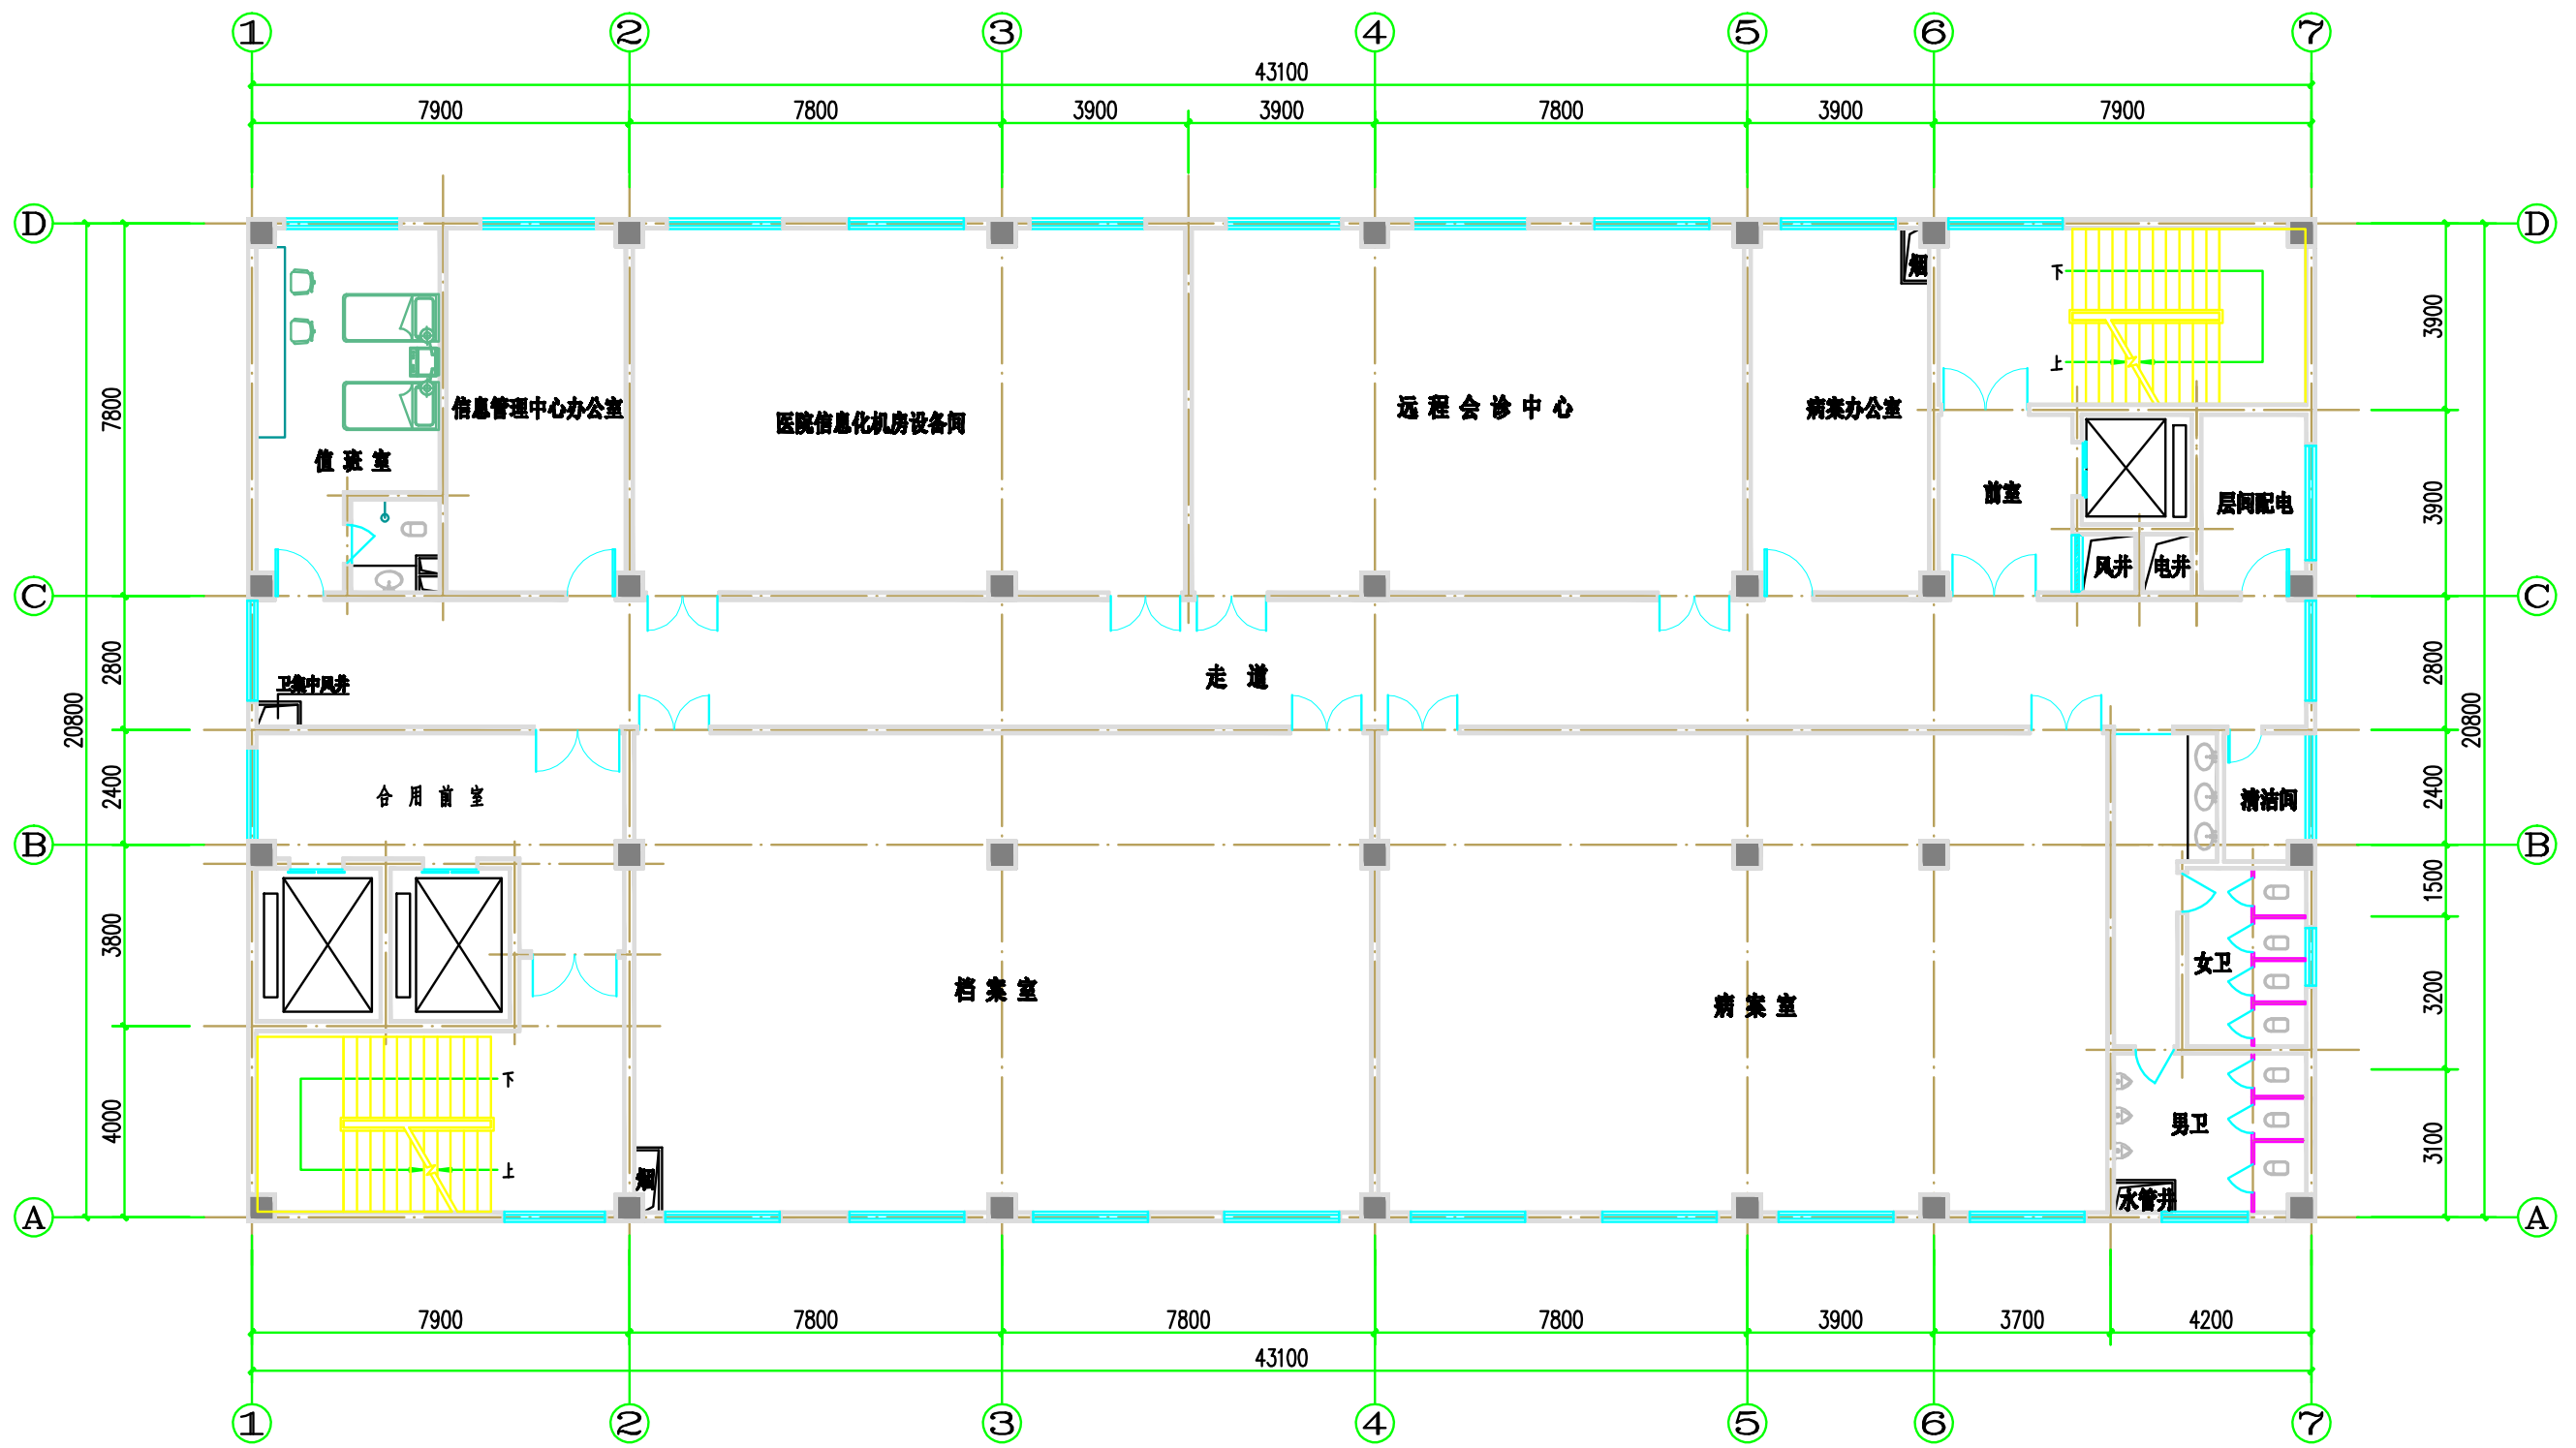 1 2 3 4 5 6 7
43100
7900 7800 3900 3900 7800 3900 7900
D D
下
烟
3900
上
7800
信息管理中心办公室 医院信息化机房设备间 远程会诊中心 病案办公室
值班室 前室 层间配电 3900
风井 电井
C C
2800 卫集中风井 走道 2800
20800 20800
2400 合用前室 清洁间 2400
B B
1500
3800 女卫
档案室 病案室 3200
下
4000 男卫 3100
上
烟 水管井
A A
7900 7800 7800 7800 3900 3700 4200
43100
1 2 3 4 5 6 7